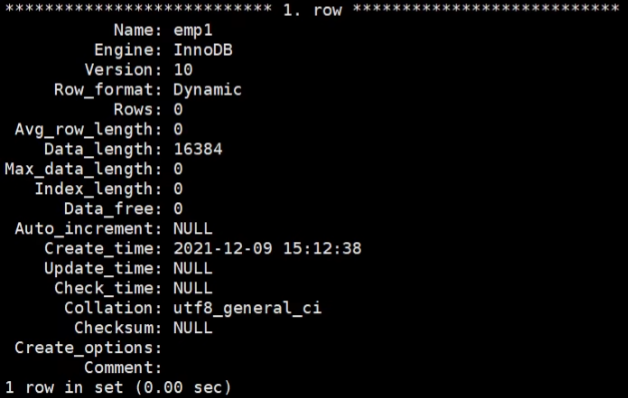 *************************** 1. row ***************************
Name: emp1
Engine: InnoDB
Version: 10
Row_format: Dynamic
Rows: 0
Avg_row_length: 0
Data_length: 16384
Max_data_length: 0
Index_length: 0
Data_free: 0
Auto_increment: NULL
Create_time: 2021-12-09 15:12:38
Update_time: NULL
Check_time: NULL
Collation: utf8_general_ci
Checksum: NULL
Create_options:
Comment:
1 row in set (0.00 sec)